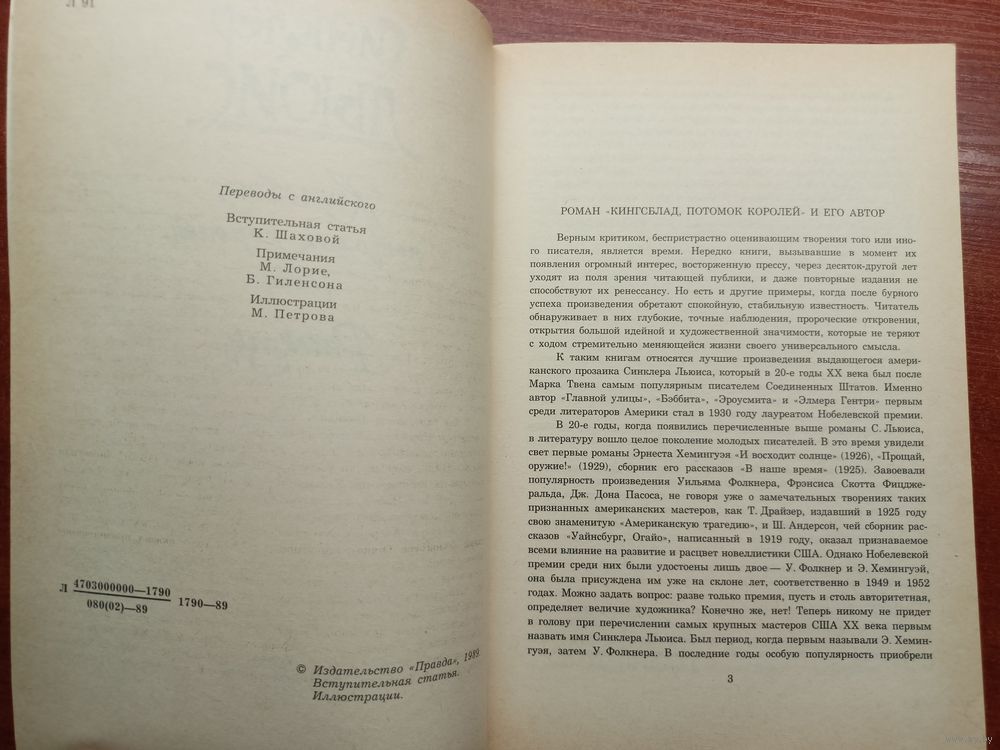 Л 91
Переводы с английского
Вступительная статья
К. Шаховой
Примечания
М. Лорие,
Б. Гиленсона
Иллюстрации
М. Петрова
Л 4703000000—1790
080(02)—89
1790—89
© Издательство «Правда», 1989
Вступительная статья.
Иллюстрации.
РОМАН «КИНГСБЛАД, ПОТОМОК КОРОЛЕЙ» И ЕГО АВТОР
Верным критиком, беспристрастно оценивающим творения того или ино-
го писателя, является время. Нередко книги, вызывавшие в момент их
появления огромный интерес, восторженную прессу, через десяток-другой лет
уходят из поля зрения читающей публики, и даже повторные издания не
способствуют их ренессансу. Но есть и другие примеры, когда после бурного
успеха произведения обретают спокойную, стабильную известность. Читатель
обнаруживает в них глубокие, точные наблюдения, пророческие откровения,
открытия большой идейной и художественной значимости, которые не теряют
с ходом стремительно меняющейся жизни своего универсального смысла.
К таким книгам относятся лучшие произведения выдающегося амери-
канского прозаика Синклера Льюиса, который в 20-е годы XX века был после
Марка Твена самым популярным писателем Соединенных Штатов. Именно
автор «Главной улицы», «Бэббита», «Эроусмита» и «Элмера Гентри» первым
среди литераторов Америки стал в 1930 году лауреатом Нобелевской премии.
В 20-е годы, когда появились перечисленные выше романы С. Льюиса,
в литературу вошло целое поколение молодых писателей. В это время увидели
свет первые романы Эрнеста Хемингуэя «И восходит солнце» (1926), «Прощай,
оружие!» (1929), сборник его рассказов «В наше время» (1925). Завоевали
популярность произведения Уильяма Фолкнера, Фрэнсиса Скотта Фицдже-
ральда, Дж. Дона Пасоса, не говоря уже о замечательных творениях таких
признанных американских мастеров, как Т. Драйзер, издавший в 1925 году
свою знаменитую «Американскую трагедию», и Ш. Андерсон, чей сборник рас-
сказов «Уайнсбург, Огайо», написанный в 1919 году, оказал признаваемое
всеми влияние на развитие и расцвет новеллистики США. Однако Нобелевской
премии среди них были удостоены лишь двое — У. Фолкнер и Э. Хемингуэй,
она была присуждена им уже на склоне лет, соответственно в 1949 и 1952
годах. Можно задать вопрос: разве только премия, пусть и столь авторитетная,
определяет величие художника? Конечно же, нет! Теперь никому не придет
в голову при перечислении самых крупных мастеров США XX века первым
назвать имя Синклера Льюиса. Был период, когда первым называли Э. Хемин-
гуэя, затем У. Фолкнера. В последние годы особую популярность приобрели
3